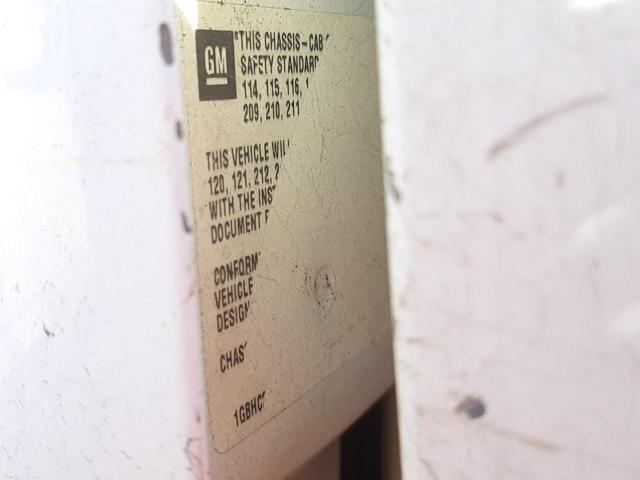 GM
THIS CHASSIS-CAB
SAFETY STANDARD
114, 115, 116,
209, 210, 211
THIS VEHICLE WIL
120, 121, 212,
WITH THE INS
DOCUMENT
CONFORM
VEHICLE
DESIGN
CHAS
1GBHC